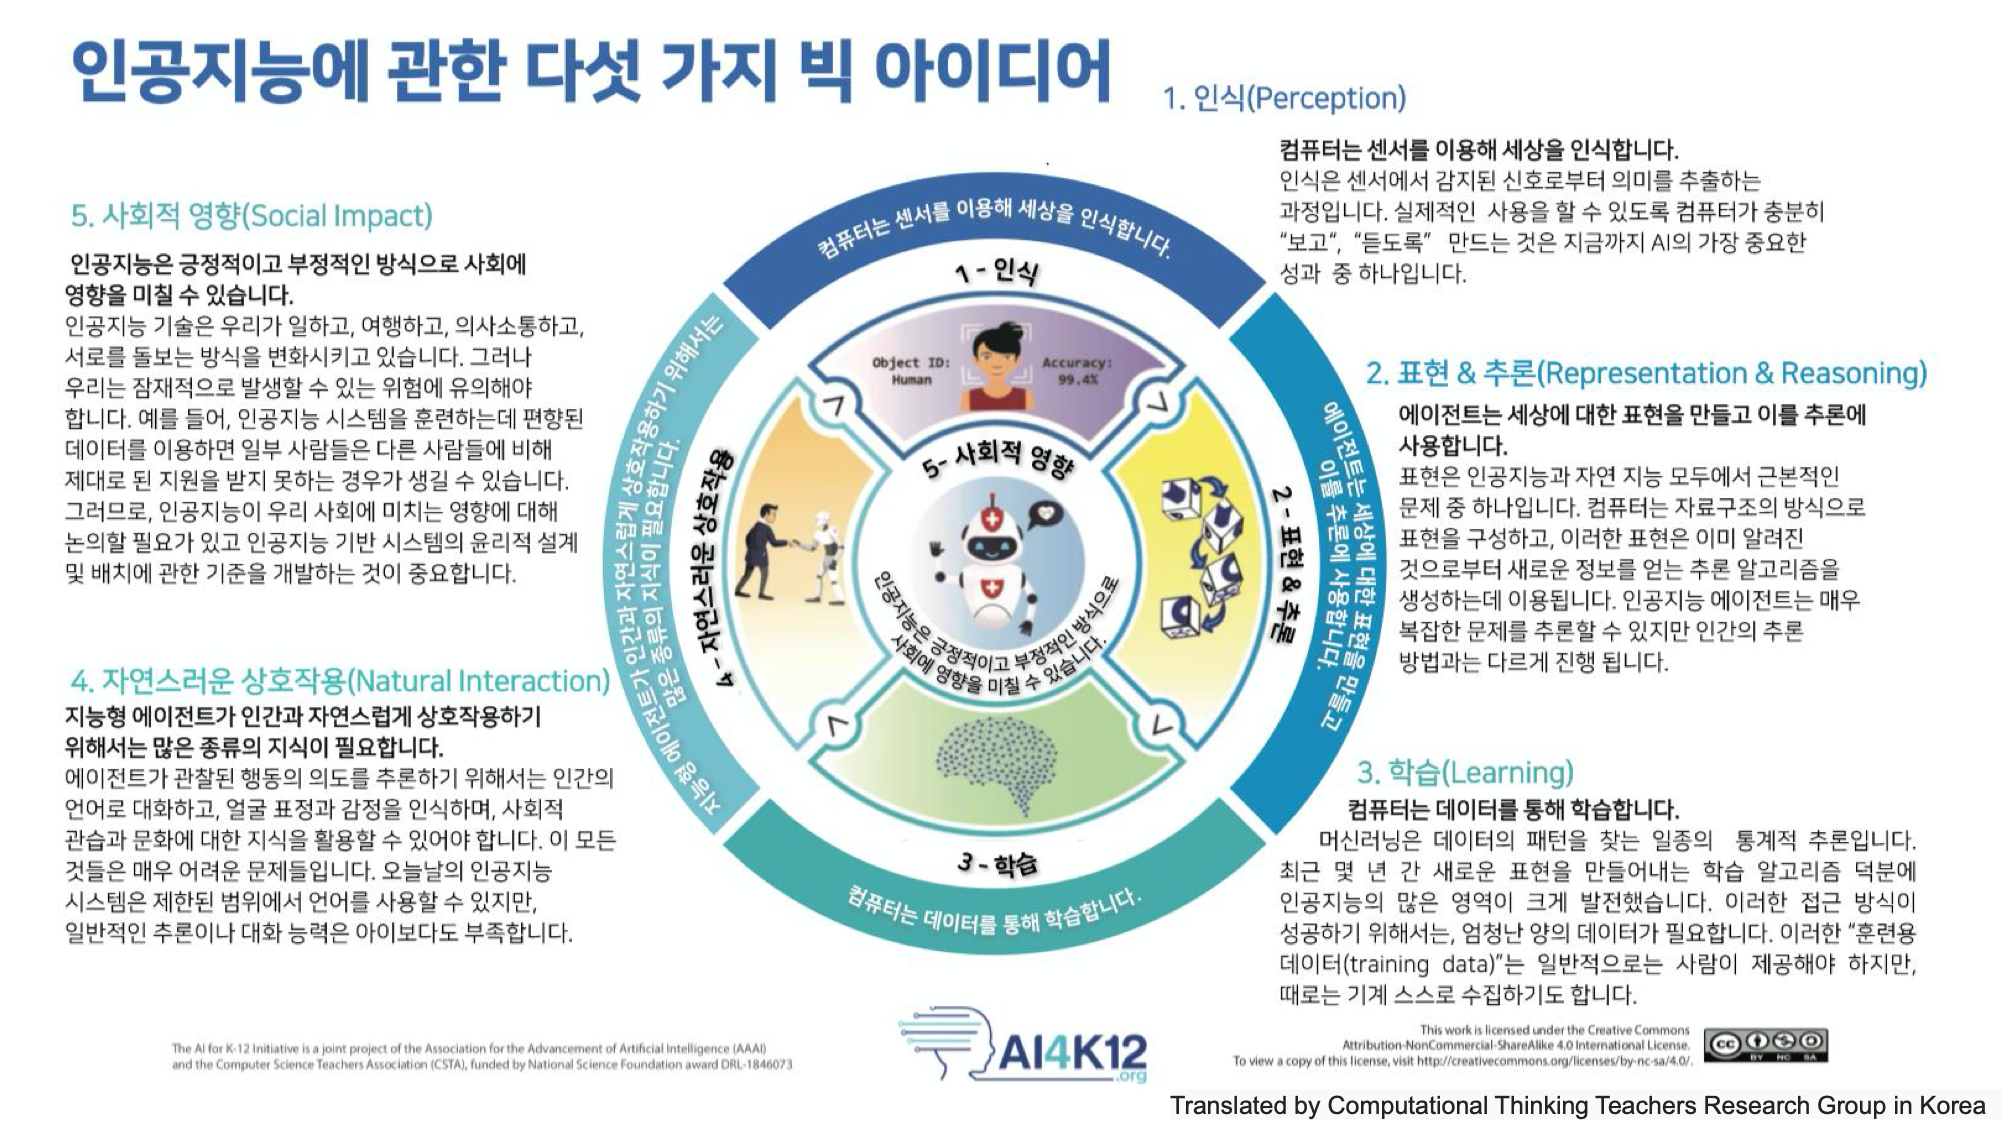 인공지능에 관한 다섯 가지 빅 아이디어
1. 인식(Perception)
컴퓨터는 센서를 이용해 세상을 인식합니다.
인식은 센서에서 감지된 신호로부터 의미를 추출하는
과정입니다. 실제적인 사용을 할 수 있도록 컴퓨터가 충분히
“보고“, “듣도록” 만드는 것은 지금까지 AI의 가장 중요한
성과 중 하나입니다.
2. 표현 & 추론(Representation & Reasoning)
에이전트는 세상에 대한 표현을 만들고 이를 추론에
사용합니다.
표현은 인공지능과 자연 지능 모두에서 근본적인
문제 중 하나입니다. 컴퓨터는 자료구조의 방식으로
표현을 구성하고, 이러한 표현은 이미 알려진
것으로부터 새로운 정보를 얻는 추론 알고리즘을
생성하는데 이용됩니다. 인공지능 에이전트는 매우
복잡한 문제를 추론할 수 있지만 인간의 추론
방법과는 다르게 진행 됩니다.
3. 학습(Learning)
컴퓨터는 데이터를 통해 학습합니다.
머신러닝은 데이터의 패턴을 찾는 일종의 통계적 추론입니다.
최근 몇 년 간 새로운 표현을 만들어내는 학습 알고리즘 덕분에
인공지능의 많은 영역이 크게 발전했습니다. 이러한 접근 방식이
성공하기 위해서는, 엄청난 양의 데이터가 필요합니다. 이러한 “훈련용
데이터(training data)”는 일반적으로는 사람이 제공해야 하지만,
때로는 기계 스스로 수집하기도 합니다.
5. 사회적 영향(Social Impact)
인공지능은 긍정적이고 부정적인 방식으로 사회에
영향을 미칠 수 있습니다.
인공지능 기술은 우리가 일하고, 여행하고, 의사소통하고,
서로를 돌보는 방식을 변화시키고 있습니다. 그러나
우리는 잠재적으로 발생할 수 있는 위험에 유의해야
합니다. 예를 들어, 인공지능 시스템을 훈련하는데 편향된
데이터를 이용하면 일부 사람들은 다른 사람들에 비해
제대로 된 지원을 받지 못하는 경우가 생길 수 있습니다.
그러므로, 인공지능이 우리 사회에 미치는 영향에 대해
논의할 필요가 있고 인공지능 기반 시스템의 윤리적 설계
및 배치에 관한 기준을 개발하는 것이 중요합니다.
4. 자연스러운 상호작용(Natural Interaction)
지능형 에이전트가 인간과 자연스럽게 상호작용하기
위해서는 많은 종류의 지식이 필요합니다.
에이전트가 관찰된 행동의 의도를 추론하기 위해서는 인간의
언어로 대화하고, 얼굴 표정과 감정을 인식하며, 사회적
관습과 문화에 대한 지식을 활용할 수 있어야 합니다. 이 모든
것들은 매우 어려운 문제들입니다. 오늘날의 인공지능
시스템은 제한된 범위에서 언어를 사용할 수 있지만,
일반적인 추론이나 대화 능력은 아이보다도 부족합니다.
컴퓨터는 센서를 이용해 세상을 인식합니다.
1 - 인식
Object ID:
Human
Accuracy:
99.4%
에이전트는 세상에 대한 표현을 만들고
이를 추론에 사용합니다.
2 - 표현 & 추론
3 - 학습
컴퓨터는 데이터를 통해 학습합니다.
지능형 에이전트가 인간과 자연스럽게 상호작용하기 위해서는
많은 종류의 지식이 필요합니다.
4 - 자연스러운 상호작용
5- 사회적 영향
인공지능은 긍정적이고 부정적인 방식으로
사회에 영향을 미칠 수 있습니다.
The AI for K-12 Initiative is a joint project of the Association for the Advancement of Artificial Intelligence (AAAI)
and the Computer Science Teachers Association (CSTA), funded by National Science Foundation award DRL-1846073
AI4K12
.org
This work is licensed under the Creative Commons
Attribution-NonCommercial-ShareAlike 4.0 International License.
To view a copy of this license, visit http://creativecommons.org/licenses/by-nc-sa/4.0/.
cc
BY NC SA
Translated by Computational Thinking Teachers Research Group in Korea